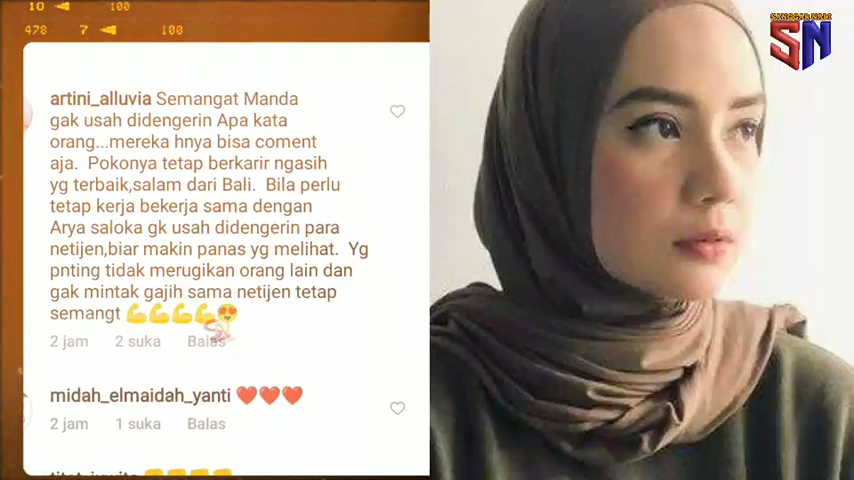 10 100
478 7 100
SANGGAR NADI
SN
artini_alluvia Semangat Manda
gak usah didengerin Apa kata
orang...mereka hnya bisa coment
aja. Pokonya tetap berkarir ngasih
yg terbaik,salam dari Bali. Bila perlu
tetap kerja bekerja sama dengan
Arya saloka gk usah didengerin para
netijen,biar makin panas yg melihat. Yg
pnting tidak merugikan orang lain dan
gak mintak gajih sama netijen tetap
semangt 💪💪💪💪😍
2 jam 2 suka Balas
midah_elmaidah_yanti ❤️❤️❤️
2 jam 1 suka Balas